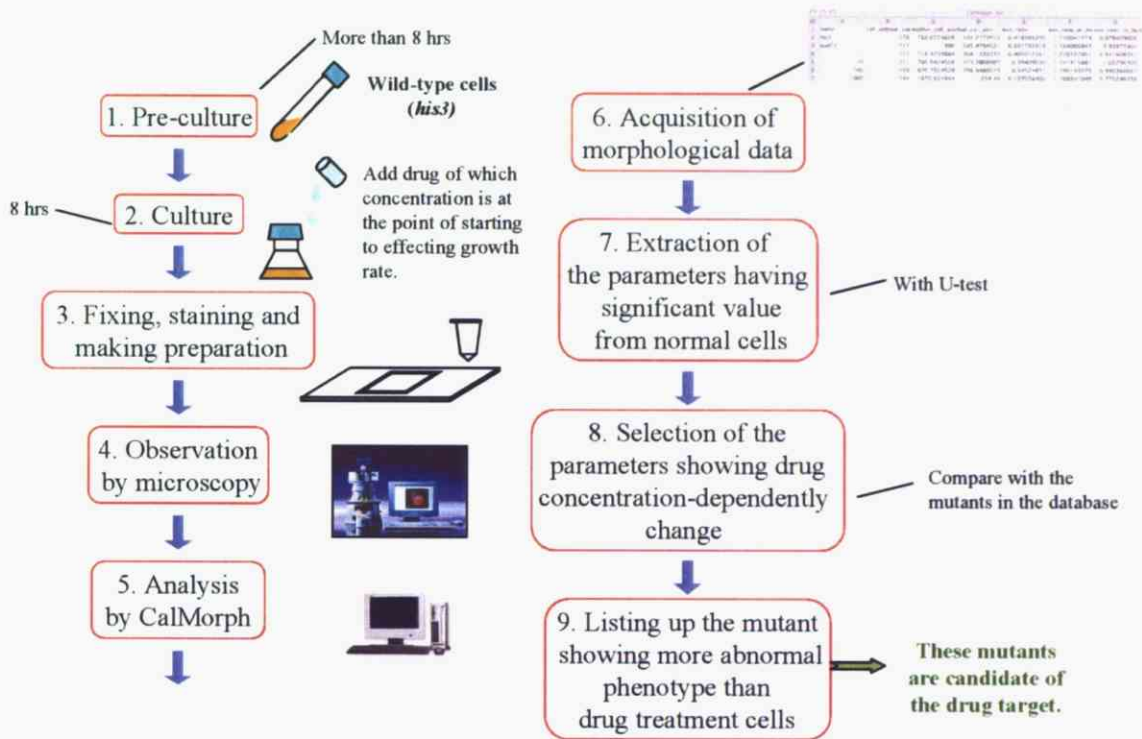 More than 8 hrs
1. Pre-culture
Wild-type cells
(his3)
8 hrs
2. Culture
Add drug of which
concentration is at
the point of starting
to effecting growth
rate.
3. Fixing, staining and
making preparation
4. Observation
by microscopy
5. Analysis
by CalMorph
6. Acquisition of
morphological data
7. Extraction of
the parameters having
significant value
from normal cells
With U-test
8. Selection of the
parameters showing drug
concentration-dependently
change
Compare with the
mutants in the database
9. Listing up the mutant
showing more abnormal
phenotype than
drug treatment cells
These mutants
are candidate of
the drug target.